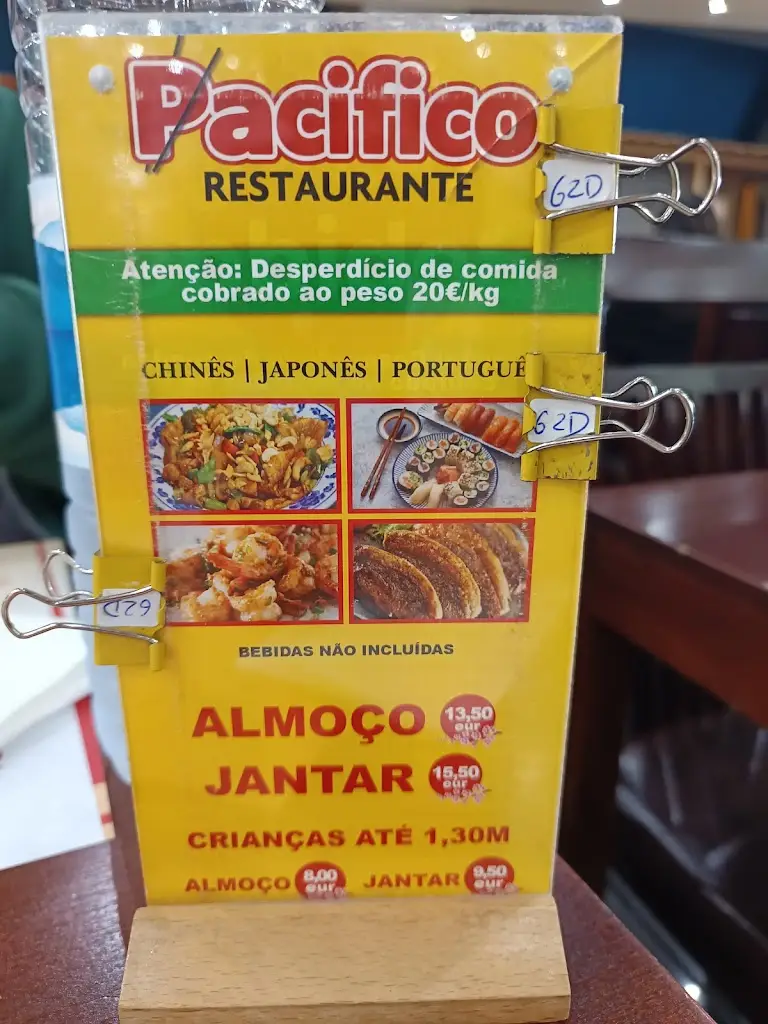 Pacifico
RESTAURANTE
62D
Atenção: Desperdício de comida
cobrado ao peso 20€/kg
CHINÊS | JAPONÊS | PORTUGUÊ
62D
62D
BEBIDAS NÃO INCLUÍDAS
ALMOÇO 13,50 eur
JANTAR 15,50 eur
CRIANÇAS ATÉ 1,30M
ALMOÇO 8,00 eur JANTAR 9,50 eur